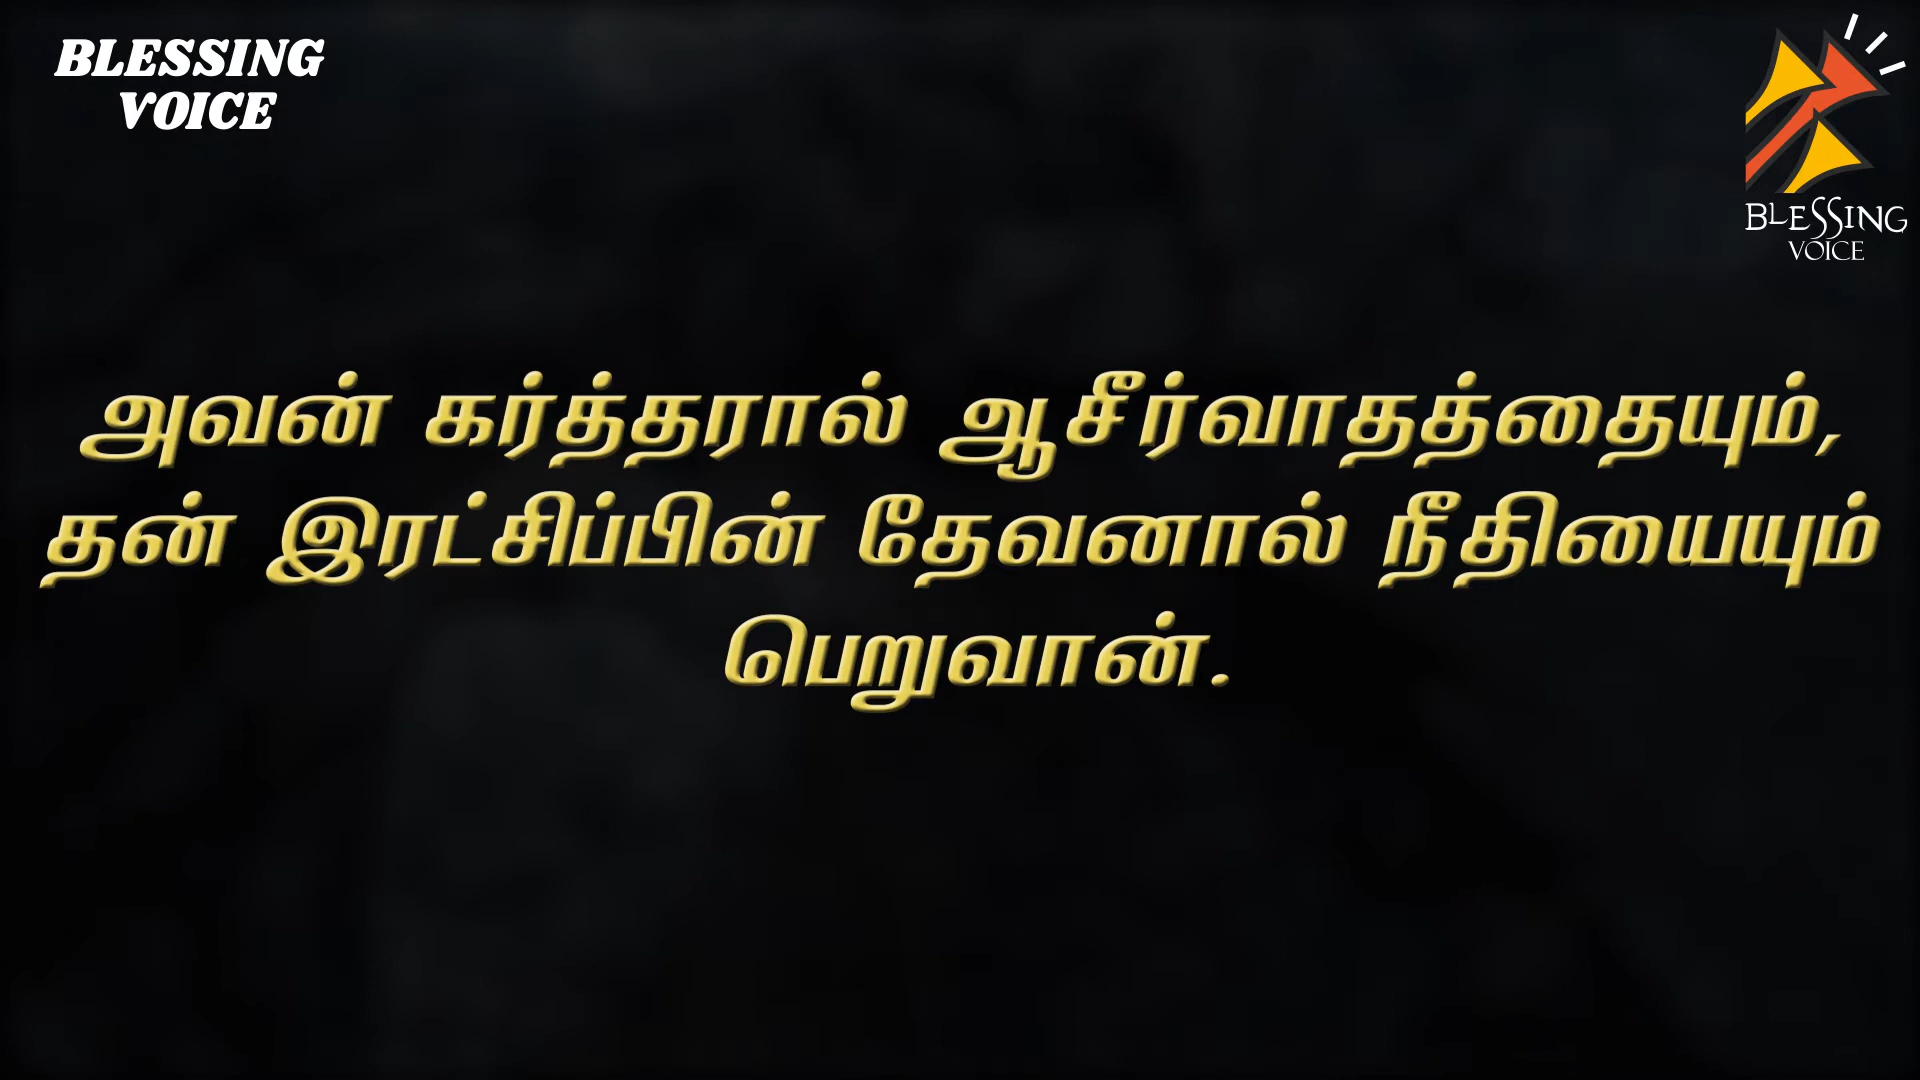 BLESSING
VOICE
BLESSING
VOICE
அவன் கர்த்தரால் ஆசீர்வாதத்தையும்,
தன் இரட்சிப்பின் தேவனால் நீதியையும்
பெறுவான்.